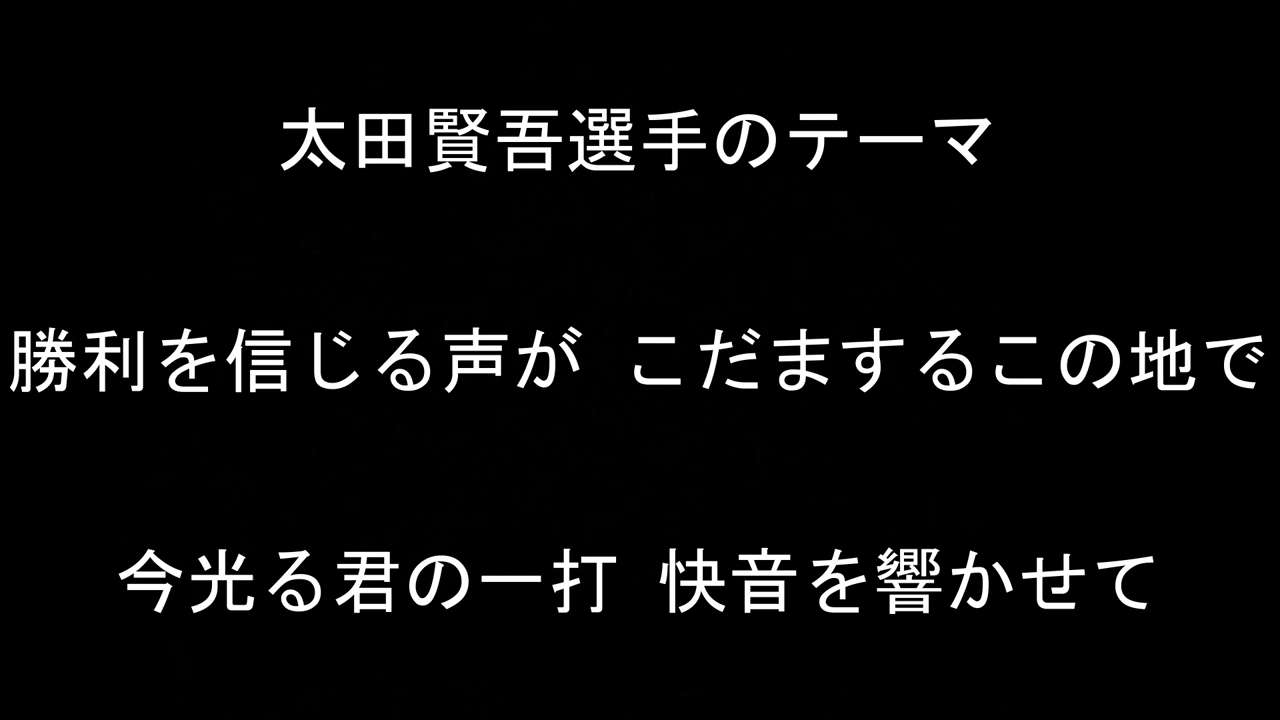 太田賢吾選手のテーマ
勝利を信じる声が こだまするこの地で
今光る君の一打 快音を響かせて